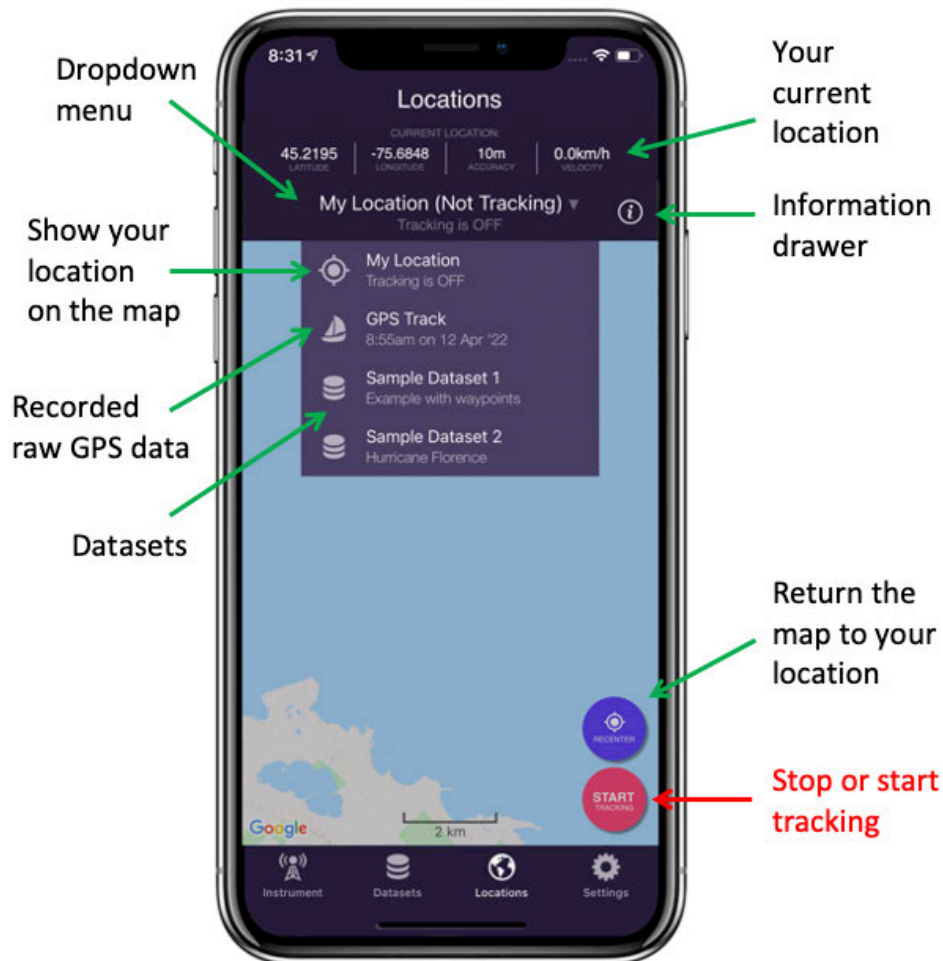 8:31
Locations
CURRENT LOCATION:
45.2195 -75.6848 10m 0.0km/h
LATITUDE LONGITUDE ACCURACY VELOCITY
My Location (Not Tracking)
Tracking is OFF
My Location
Tracking is OFF
GPS Track
8:55am on 12 Apr '22
Sample Dataset 1
Example with waypoints
Sample Dataset 2
Hurricane Florence
RECENTER
START
TRACKING
Google
2 km
Instrument Datasets Locations Settings
Dropdown
menu
Show your
location
on the map
Recorded
raw GPS data
Datasets
Your
current
location
Information
drawer
Return the
map to your
location
Stop or start
tracking